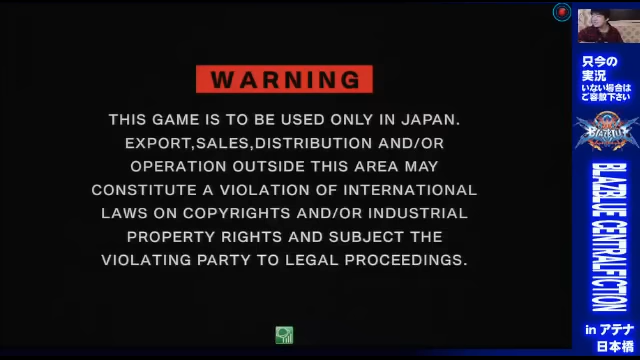 WARNING
THIS GAME IS TO BE USED ONLY IN JAPAN.
EXPORT,SALES,DISTRIBUTION AND/OR
OPERATION OUTSIDE THIS AREA MAY
CONSTITUTE A VIOLATION OF INTERNATIONAL
LAWS ON COPYRIGHTS AND/OR INDUSTRIAL
PROPERTY RIGHTS AND SUBJECT THE
VIOLATING PARTY TO LEGAL PROCEEDINGS.
只今の
実況
いない場合は
ご容赦下さい
BLAZBLUE
BLAZBLUE CENTRALFICTION
in アテナ
日本橋